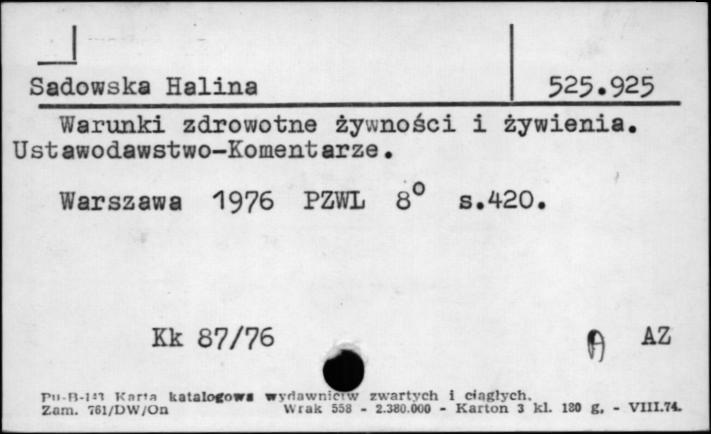 Sadowska Halina 525.925
Warunki zdrowotne żywności i żywienia.
Ustawodawstwo-Komentarze.
Warszawa 1976 PZWL 8° s.420.
Kk 87/76 A AZ
Pu-B-143 Karta katalogowa wydawnictw zwartych i ciągłych.
Zam. 761/DW/On Wrak 558 - 2.380.000 - Karton 3 kl. 180 g. - VIII.74.